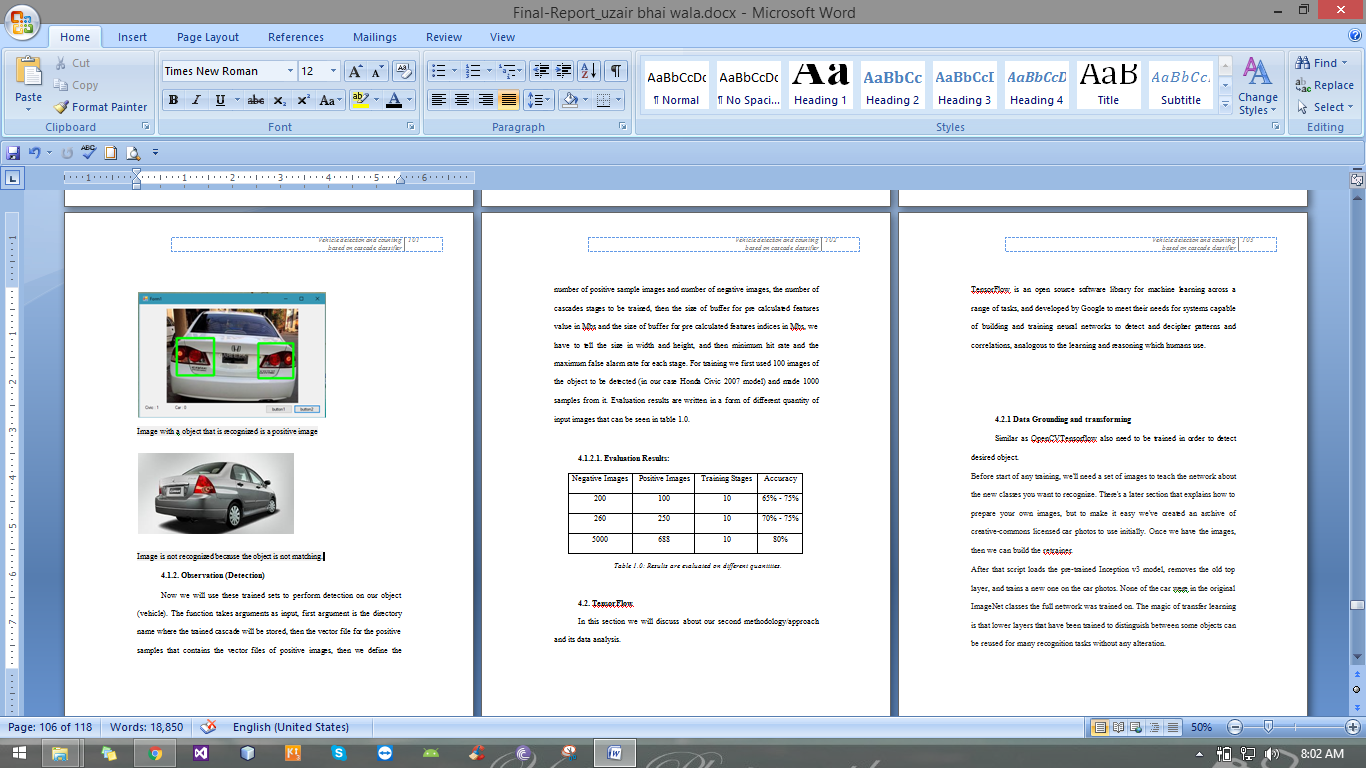 Final-Report_uzair bhai wala.docx - Microsoft Word
Home Insert Page Layout References Mailings Review View
Paste
Cut
Copy
Format Painter
Clipboard
Times New Roman 12
Font
Paragraph
AaBbCcDc AaBbCcDc Aa AaBbCc AaBbCcI AaBbCcD AaB AaBbCc.
¶ Normal ¶ No Spaci... Heading 1 Heading 2 Heading 3 Heading 4 Title Subtitle
Styles
Change
Styles
Find
Replace
Select
Editing
Vehicle detection and counting 101
based on cascade classifier
Form1
Civic : 1 Car : 0 button1 button2
Image with a object that is recognized is a positive image
Image is not recognized because the object is not matching.
4.1.2. Observation (Detection)
Now we will use these trained sets to perform detection on our object
(vehicle). The function takes arguments as input, first argument is the directory
name where the trained cascade will be stored, then the vector file for the positive
samples that contains the vector files of positive images, then we define the
Vehicle detection and counting 102
based on cascade classifier
number of positive sample images and number of negative images, the number of
cascades stages to be trained, then the size of buffer for pre calculated features
value in Mbs and the size of buffer for pre calculated features indices in Mbs, we
have to tell the size in width and height, and then minimum hit rate and the
maximum false alarm rate for each stage. For training we first used 100 images of
the object to be detected (in our case Honda Civic 2007 model) and made 1000
samples from it. Evaluation results are written in a form of different quantity of
input images that can be seen in table 1.0.
4.1.2.1. Evaluation Results:
Negative Images Positive Images Training Stages Accuracy
200 100 10 65% - 75%
260 250 10 70% - 75%
5000 688 10 80%
Table 1.0: Results are evaluated on different quantities.
4.2. TensorFlow
In this section we will discuss about our second methodology/approach
and its data analysis.
Vehicle detection and counting 103
based on cascade classifier
TensorFlow is an open source software library for machine learning across a
range of tasks, and developed by Google to meet their needs for systems capable
of building and training neural networks to detect and decipher patterns and
correlations, analogous to the learning and reasoning which humans use.
4.2.1 Data Grounding and transforming
Similar as OpenCVTensorflow also need to be trained in order to detect
desired object.
Before start of any training, we'll need a set of images to teach the network about
the new classes you want to recognize. There's a later section that explains how to
prepare your own images, but to make it easy we've created an archive of
creative-commons licensed car photos to use initially. Once we have the images,
then we can build the retrainer.
After that script loads the pre-trained Inception v3 model, removes the old top
layer, and trains a new one on the car photos. None of the car in the original
ImageNet classes the full network was trained on. The magic of transfer learning
is that lower layers that have been trained to distinguish between some objects can
be reused for many recognition tasks without any alteration.
Page: 106 of 118 Words: 18,850 English (United States) 50%
8:02 AM